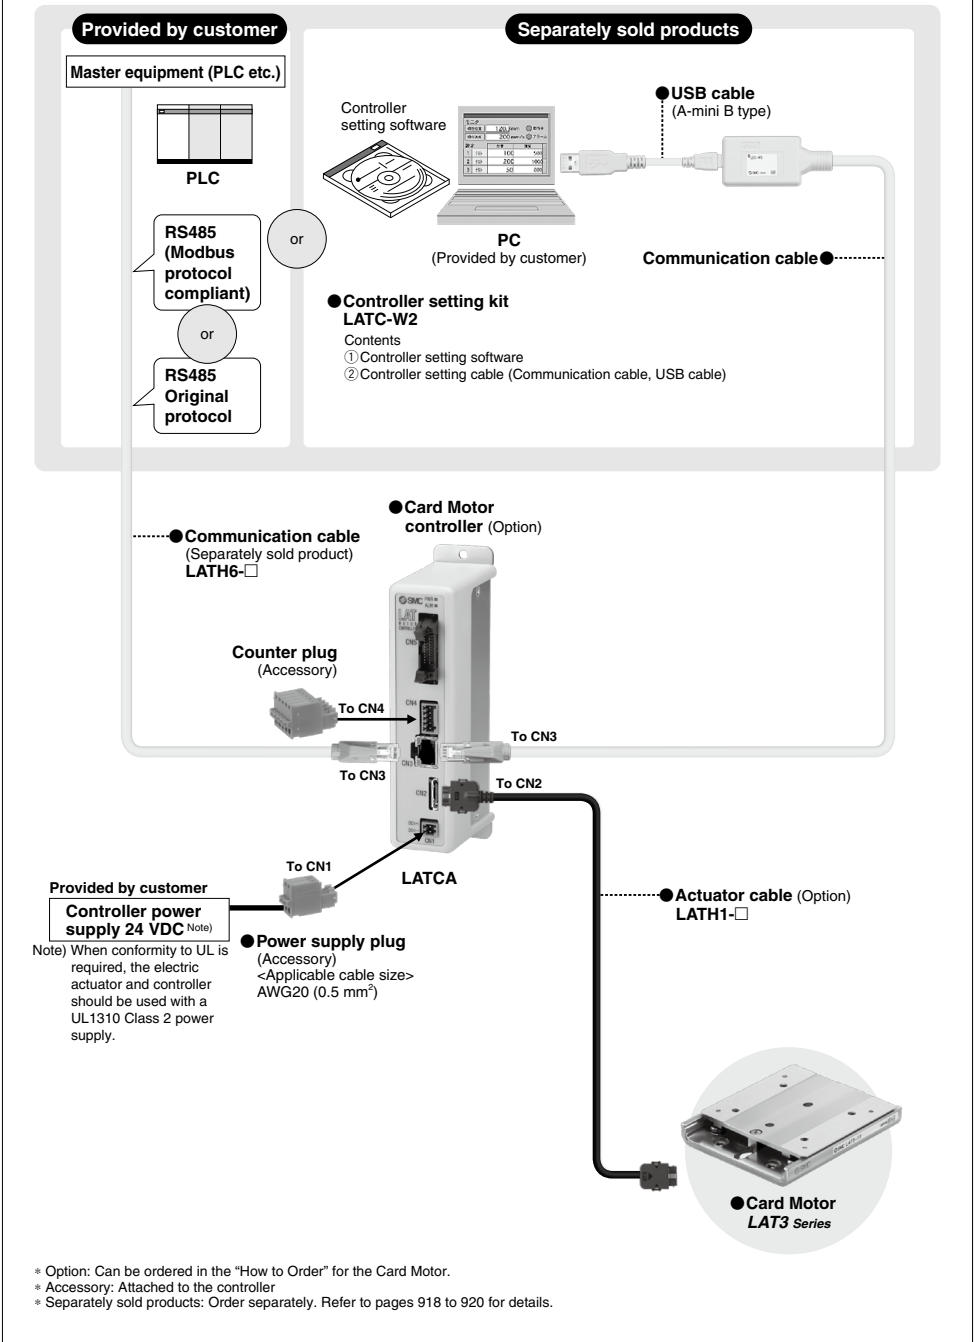 Provided by customer
Separately sold products
Master equipment (PLC etc.)
PLC
Controller
setting software
USB cable
(A-mini B type)
PC
(Provided by customer)
Communication cable
RS485
(Modbus
protocol
compliant)
or
or
RS485
Original
protocol
Controller setting kit
LATC-W2
Contents
①Controller setting software
②Controller setting cable (Communication cable, USB cable)
Communication cable
(Separately sold product)
LATH6-□
Card Motor
controller (Option)
SMC
LAT
CN5
CN4
CN3
CN2
CN1
Counter plug
(Accessory)
To CN4
To CN3
To CN3
To CN2
To CN1
LATCA
Provided by customer
Controller power
supply 24 VDC Note)
Note) When conformity to UL is
required, the electric
actuator and controller
should be used with a
UL1310 Class 2 power
supply.
Power supply plug
(Accessory)
<Applicable cable size>
AWG20 (0.5 mm²)
Actuator cable (Option)
LATH1-□
Card Motor
LAT3 Series
∗ Option: Can be ordered in the “How to Order” for the Card Motor.
∗ Accessory: Attached to the controller
∗ Separately sold products: Order separately. Refer to pages 918 to 920 for details.